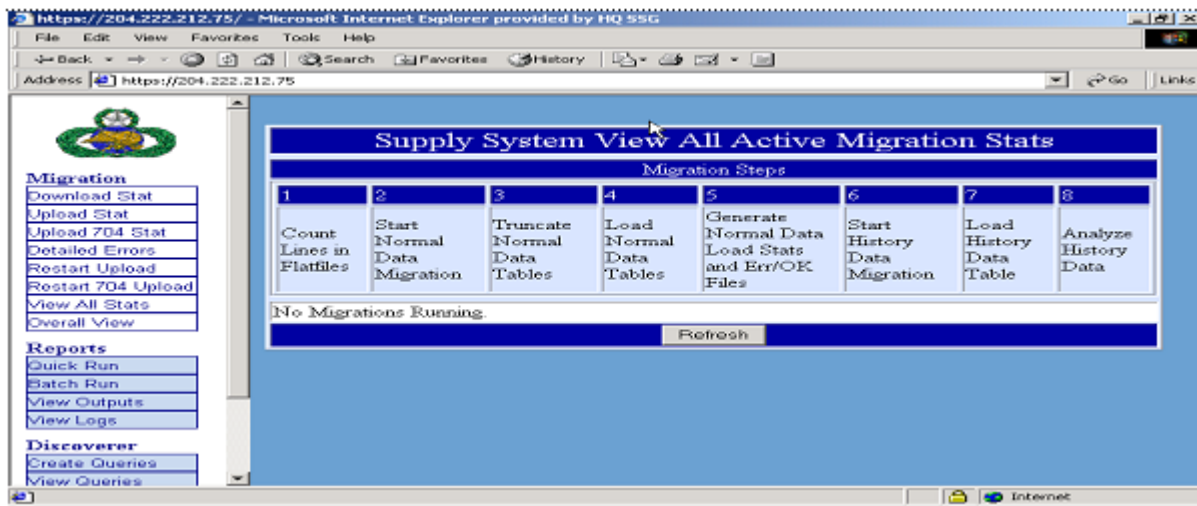 https://204.222.212.75/ - Microsoft Internet Explorer provided by HQ SSG
File Edit View Favorites Tools Help
Back Search Favorites History
Address https://204.222.212.75 Go Links
Migration
Download Stat
Upload Stat
Upload 704 Stat
Detailed Errors
Restart Upload
Restart 704 Upload
View All Stats
Overall View
Reports
Quick Run
Batch Run
View Outputs
View Logs
Discoverer
Create Queries
View Queries
Supply System View All Active Migration Stats
Migration Steps
1 2 3 4 5 6 7 8
Count
Lines in
Flatfiles
Start
Normal
Data
Migration
Truncate
Normal
Data
Tables
Load
Normal
Data
Tables
Generate
Normal Data
Load Stats
and Err/OK
Files
Start
History
Data
Migration
Load
History
Data
Table
Analyze
History
Data
No Migrations Running.
Refresh
Internet